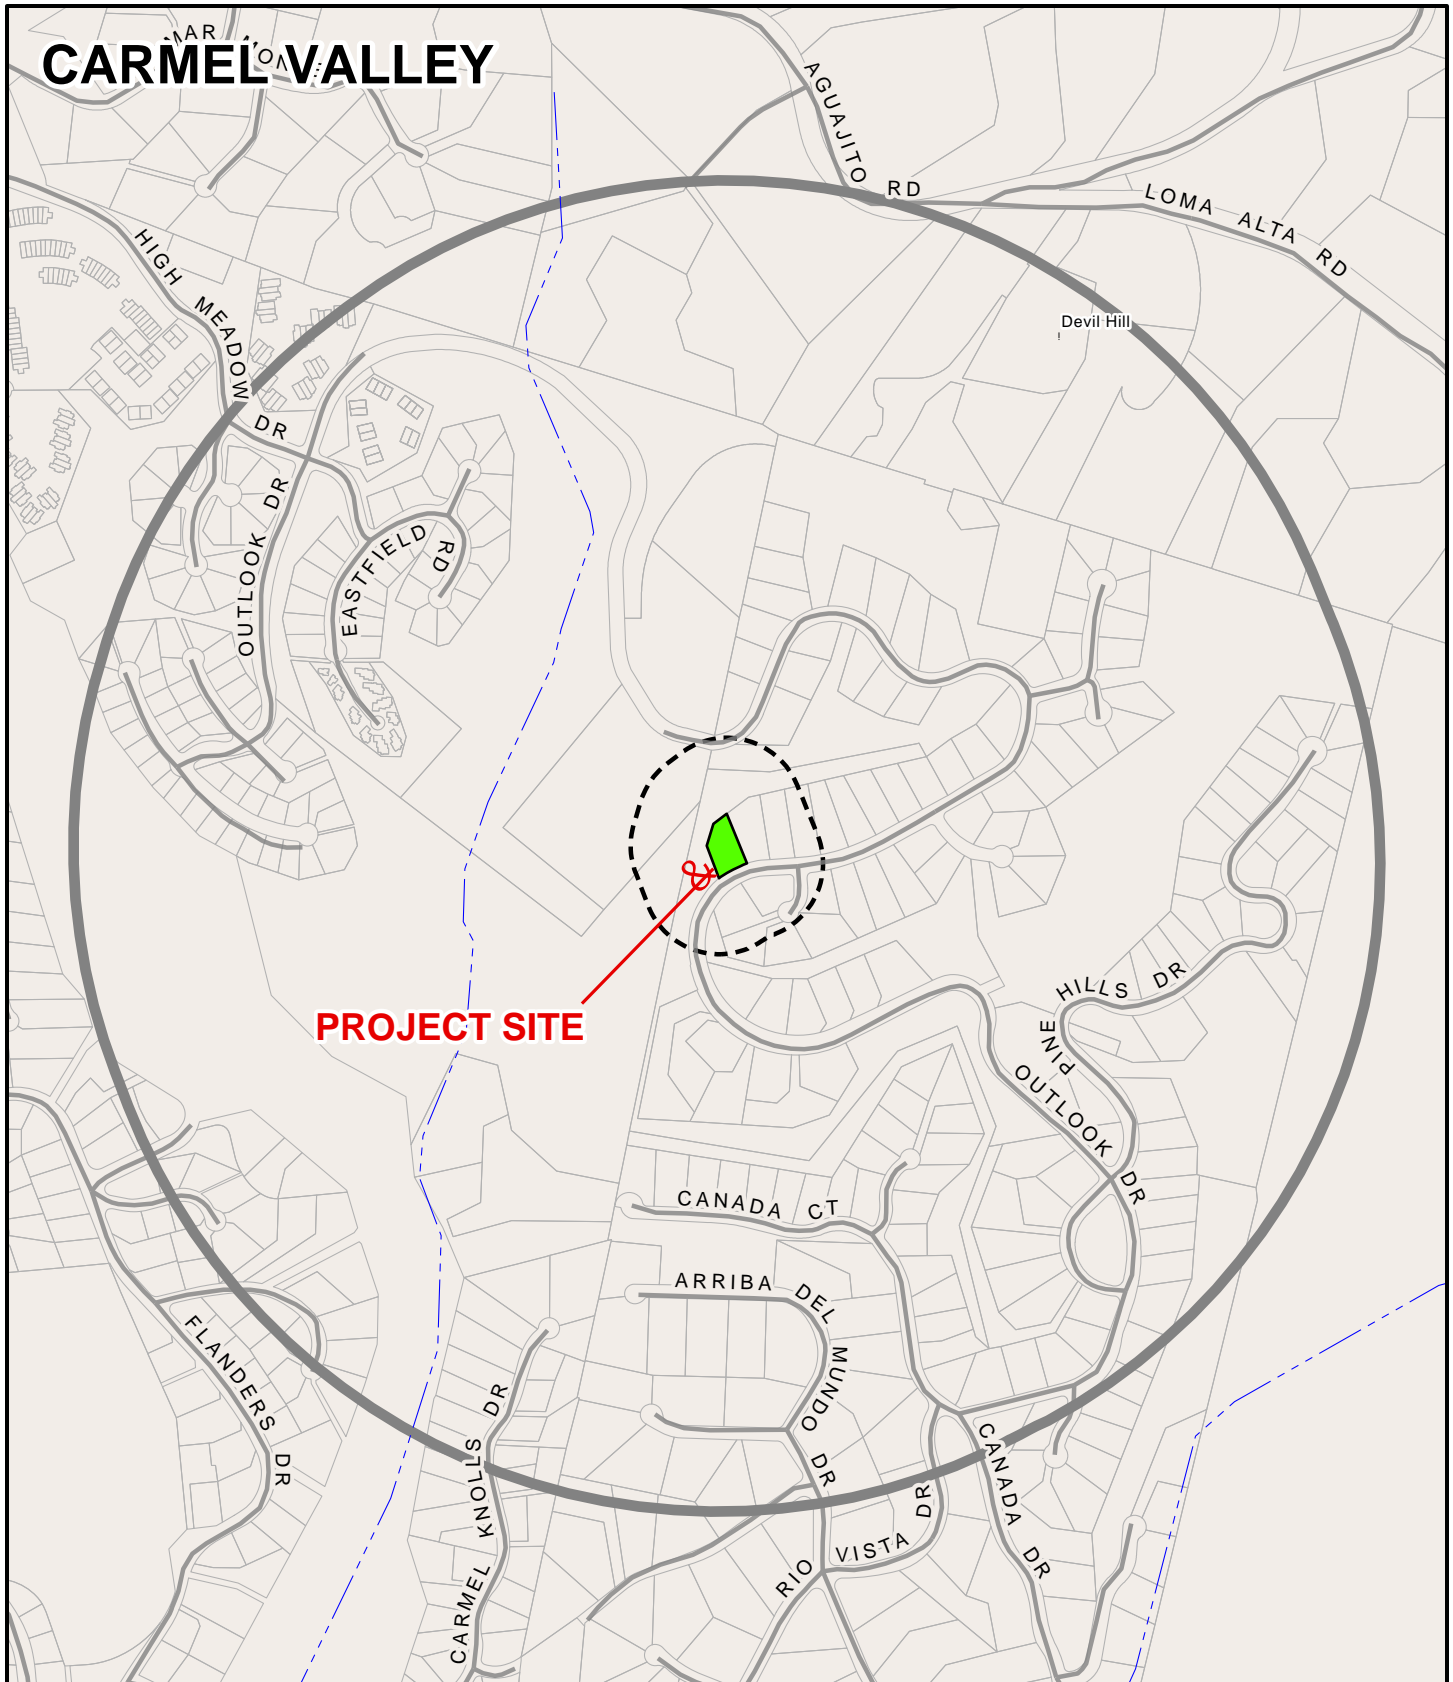 MAR MON
CARMEL VALLEY
AGUAJITO RD
LOMA ALTA RD
HIGH MEADOW DR
Devil Hill
OUTLOOK DR
EASTFIELD RD
&
PROJECT SITE
PINE HILLS DR
OUTLOOK DR
CANADA CT
ARRIBA DEL MUNDO DR
FLANDERS DR
CARMEL KNOLLS DR
RIO VISTA DR
CANADA DR